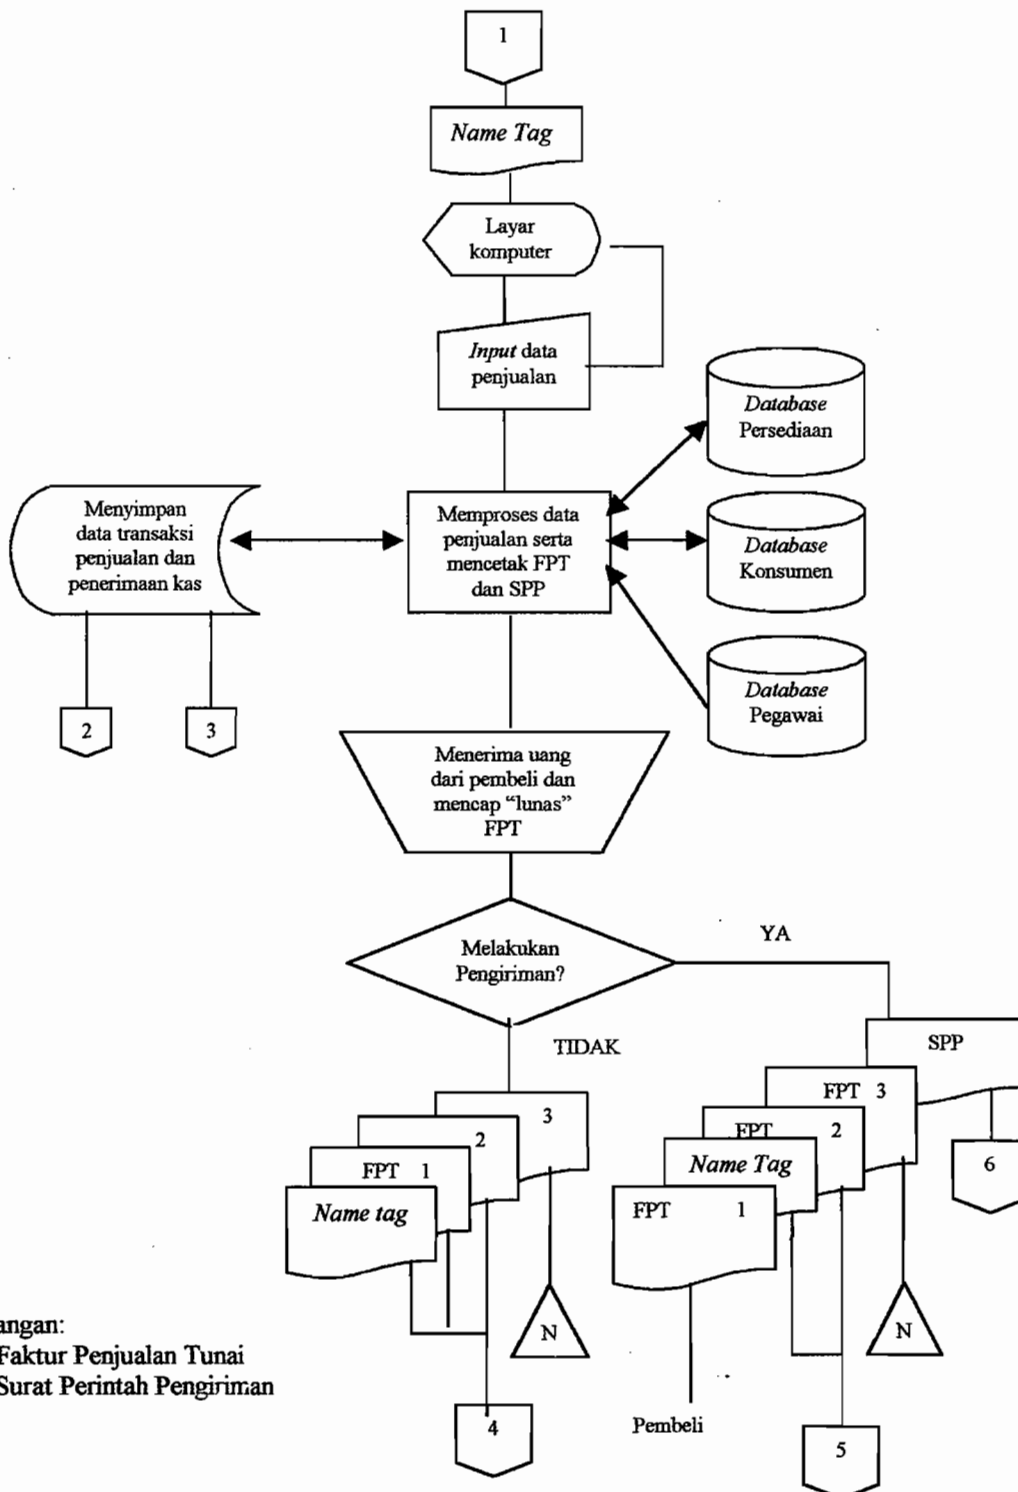 1
Name Tag
Layar
komputer
Input data
penjualan
Database
Persediaan
Menyimpan
data transaksi
penjualan dan
penerimaan kas
Memproses data
penjualan serta
mencetak FPT
dan SPP
Database
Konsumen
Database
Pegawai
2
3
Menerima uang
dari pembeli dan
mencap “lunas”
FPT
Melakukan
Pengiriman?
YA
TIDAK
3
2
FPT 1
Name tag
N
4
SPP
FPT 3
FPT 2
Name Tag
FPT 1
6
N
Pembeli
5
angan:
Faktur Penjualan Tunai
Surat Perintah Pengiriman